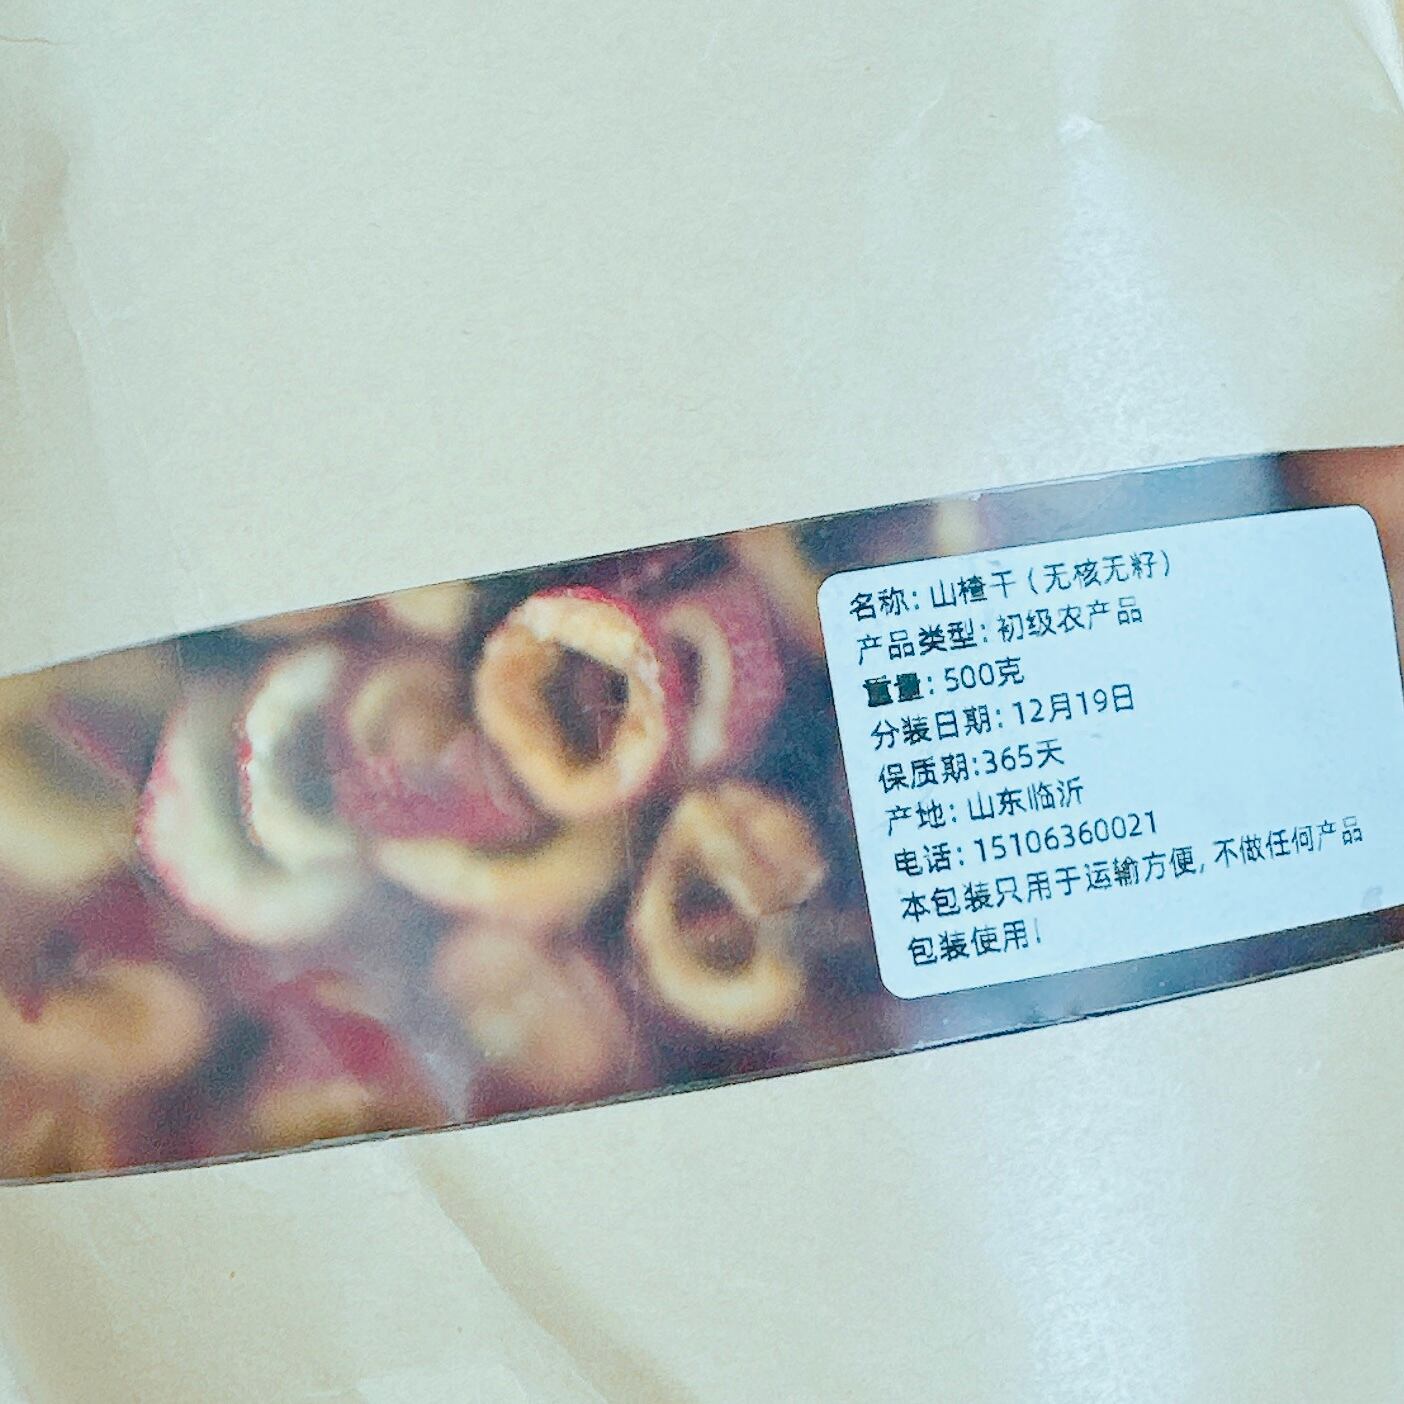 名称：山楂干（无核无籽）
产品类型：初级农产品
重量：500克
分装日期：12月19日
保质期:365天
产地：山东临沂
电话：15106360021
本包装只用于运输方便，不做任何产品
包装使用！